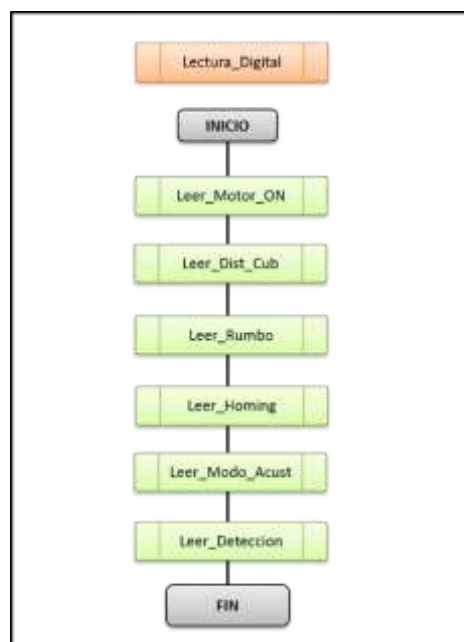 Lectura_Digital
INICIO
Leer_Motor_ON
Leer_Dist_Cub
Leer_Rumbo
Leer_Homing
Leer_Modo_Acust
Leer_Deteccion
FIN